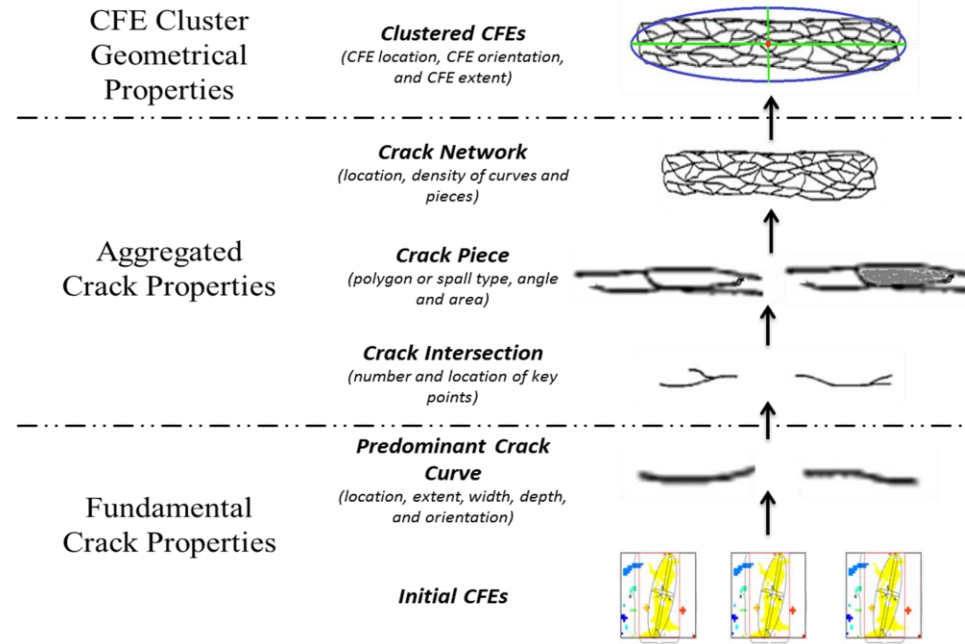 CFE Cluster
Geometrical
Properties
Clustered CFEs
(CFE location, CFE orientation,
and CFE extent)
Crack Network
(location, density of curves and
pieces)
Aggregated
Crack Properties
Crack Piece
(polygon or spall type, angle
and area)
Crack Intersection
(number and location of key
points)
Predominant Crack
Curve
(location, extent, width, depth,
and orientation)
Fundamental
Crack Properties
Initial CFEs